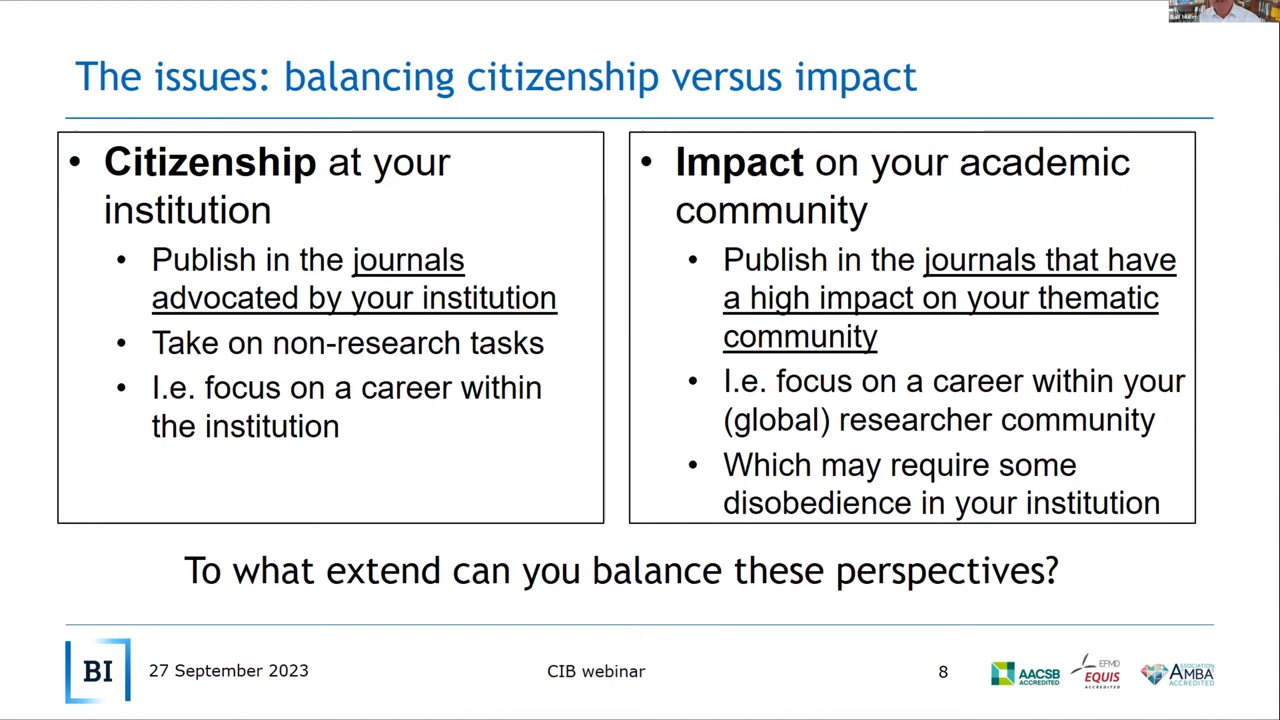 Ralf Müller
The issues: balancing citizenship versus impact
• Citizenship at your
institution
• Publish in the journals
advocated by your institution
• Take on non-research tasks
• I.e. focus on a career within
the institution
• Impact on your academic
community
• Publish in the journals that have
a high impact on your thematic
community
• I.e. focus on a career within your
(global) researcher community
• Which may require some
disobedience in your institution
To what extend can you balance these perspectives?
BI
27 September 2023
CIB webinar
8
AACSB
ACCREDITED
EFMD
EQUIS
ACCREDITED
ASSOCIATION
AMBA
ACCREDITED